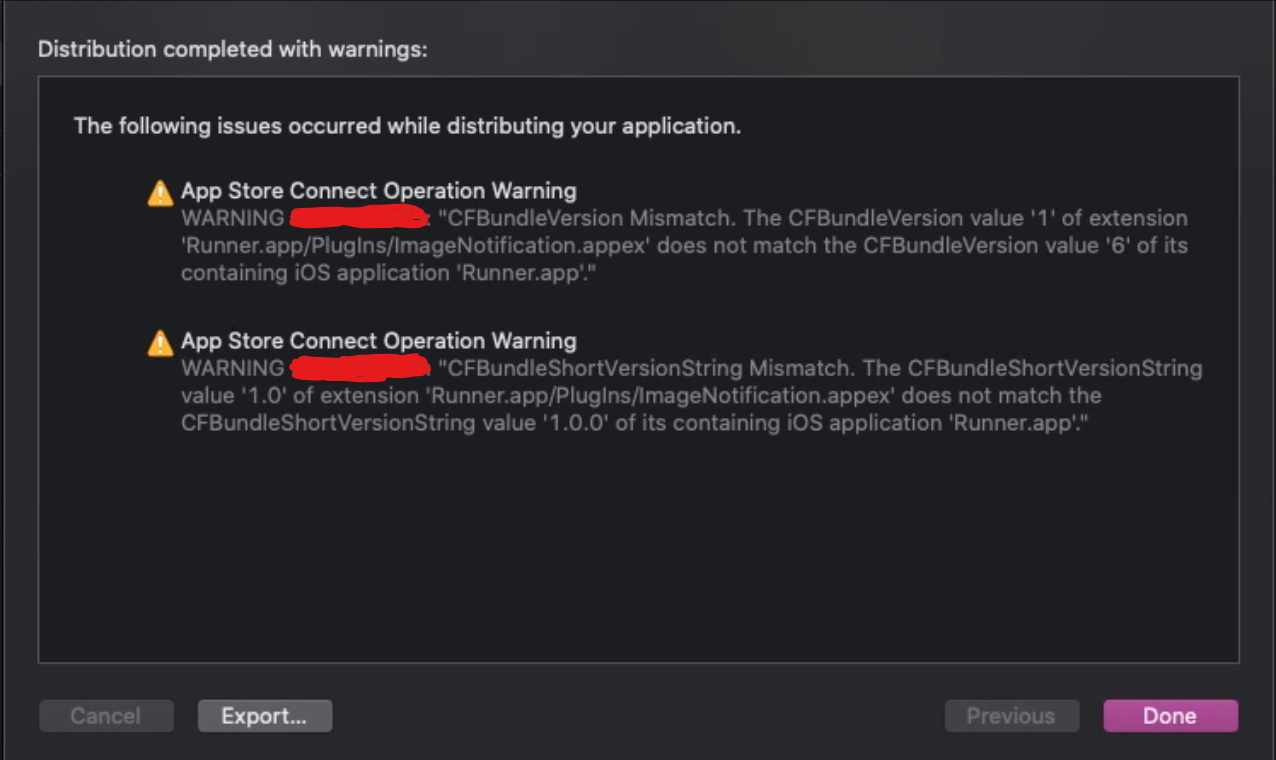 Distribution completed with warnings:
The following issues occurred while distributing your application.
App Store Connect Operation Warning
WARNING : "CFBundleVersion Mismatch. The CFBundleVersion value '1' of extension
'Runner.app/PlugIns/ImageNotification.appex' does not match the CFBundleVersion value '6' of its
containing iOS application 'Runner.app'."
App Store Connect Operation Warning
WARNING : "CFBundleShortVersionString Mismatch. The CFBundleShortVersionString
value '1.0' of extension 'Runner.app/PlugIns/ImageNotification.appex' does not match the
CFBundleShortVersionString value '1.0.0' of its containing iOS application 'Runner.app'."
Cancel
Export...
Previous
Done